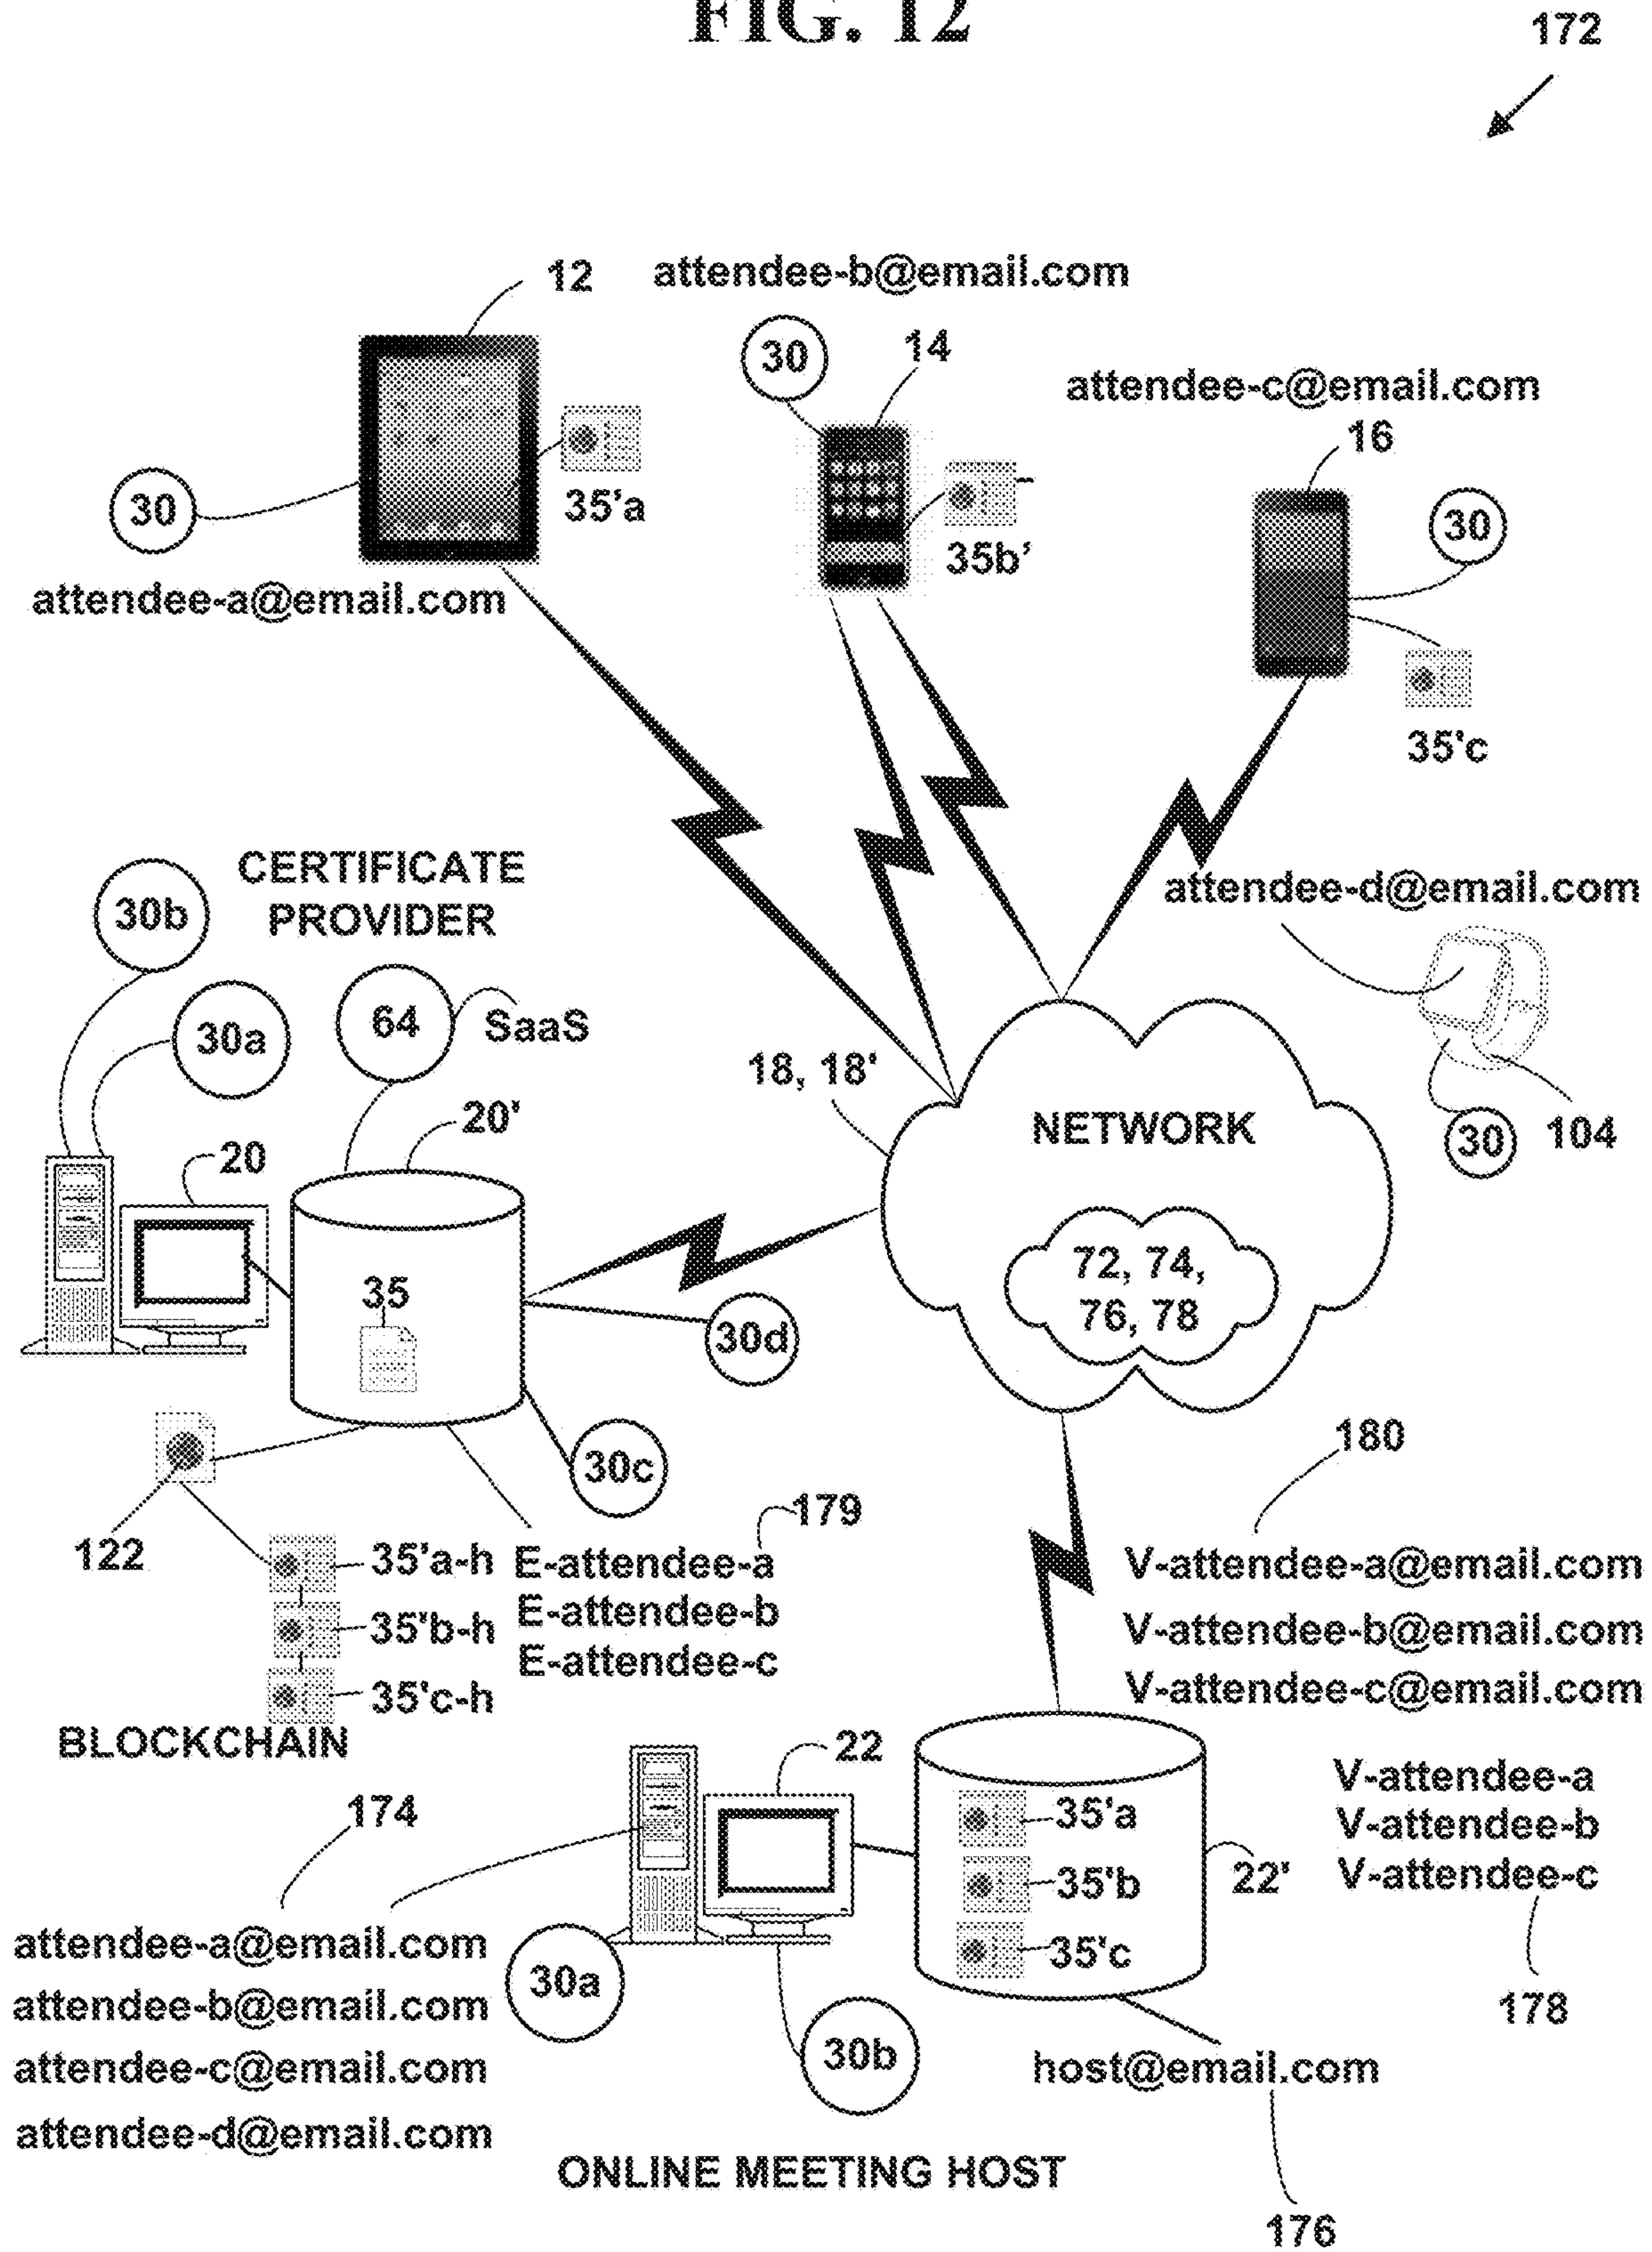 FIG. 12
172
12
attendee-b@email.com
30
14
attendee-c@email.com
16
35'a
30
30
35b'
attendee-a@email.com
35'c
CERTIFICATE
PROVIDER
30b
attendee-d@email.com
64
SaaS
30a
18, 18'
20'
NETWORK
30
104
20
72, 74,
76, 78
35
30d
180
30c
179
122
35'a-h
E-attendee-a
V-attendee-a@email.com
E-attendee-b
35'b-h
V-attendee-b@email.com
E-attendee-c
35'c-h
V-attendee-c@email.com
BLOCKCHAIN
22
V-attendee-a
174
35'a
V-attendee-b
35'b
22'
V-attendee-c
attendee-a@email.com
35'c
30a
attendee-b@email.com
178
30b
attendee-c@email.com
host@email.com
attendee-d@email.com
ONLINE MEETING HOST
176